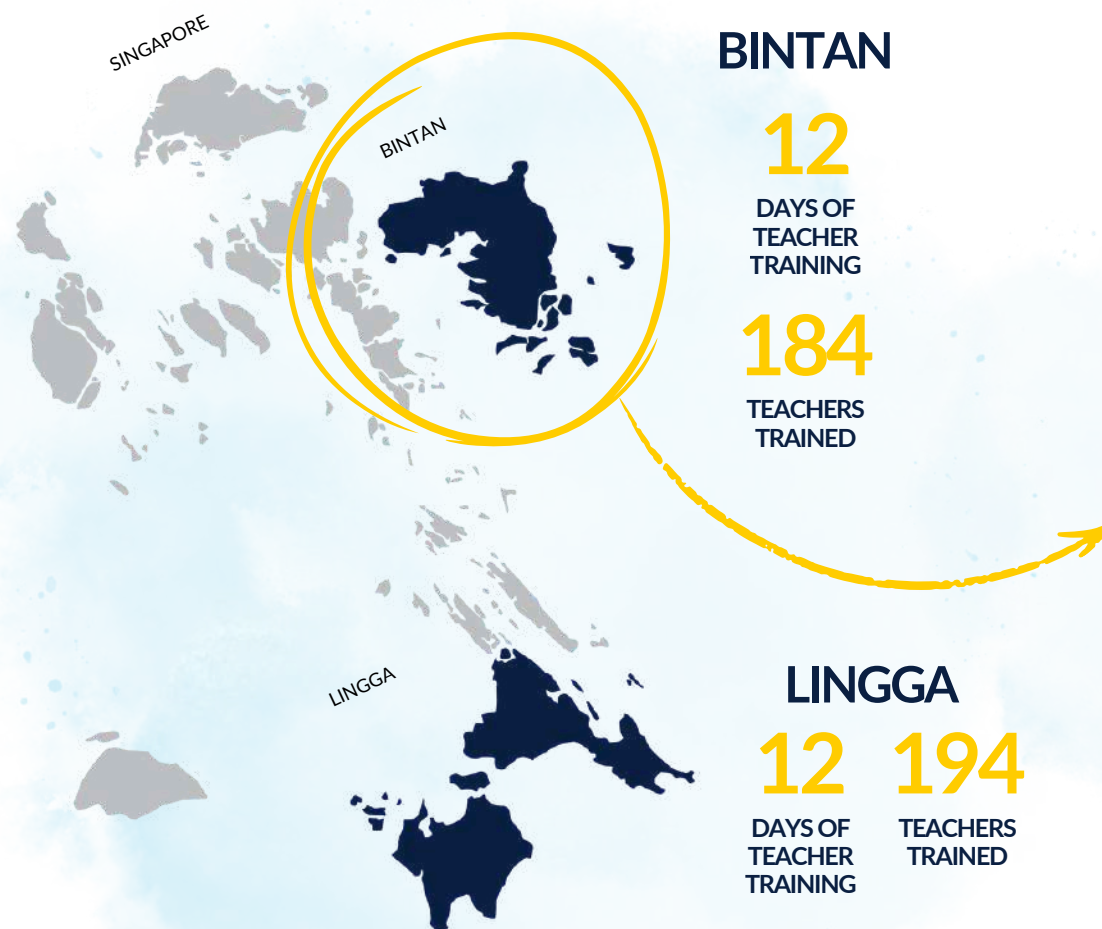 SINGAPORE
BINTAN
BINTAN
12
DAYS OF
TEACHER
TRAINING
184
TEACHERS
TRAINED
LINGGA
LINGGA
12
DAYS OF
TEACHER
TRAINING
194
TEACHERS
TRAINED